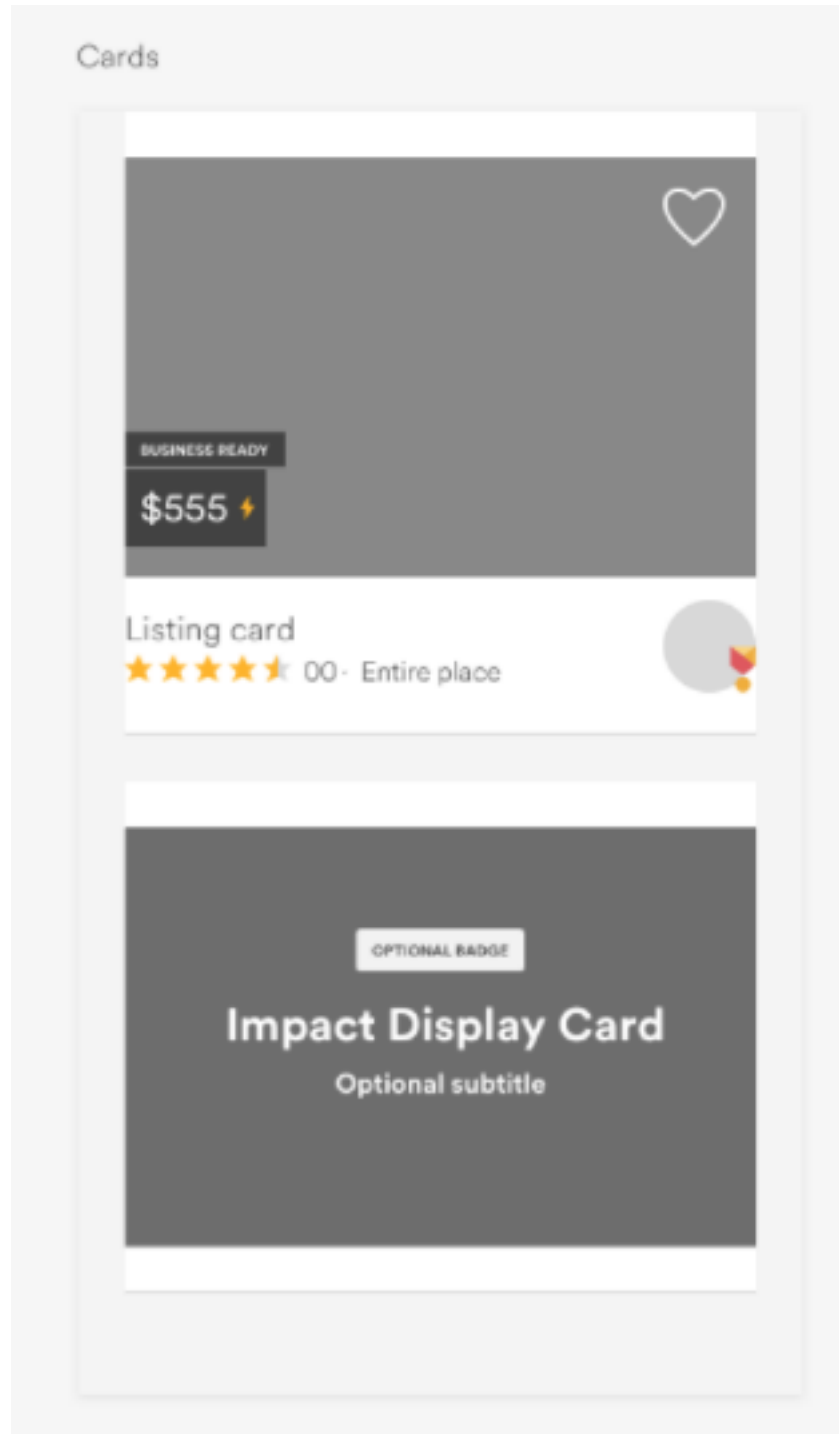 Cards
BUSINESS READY
$555
Listing card
00 · Entire place
OPTIONAL BADGE
Impact Display Card
Optional subtitle